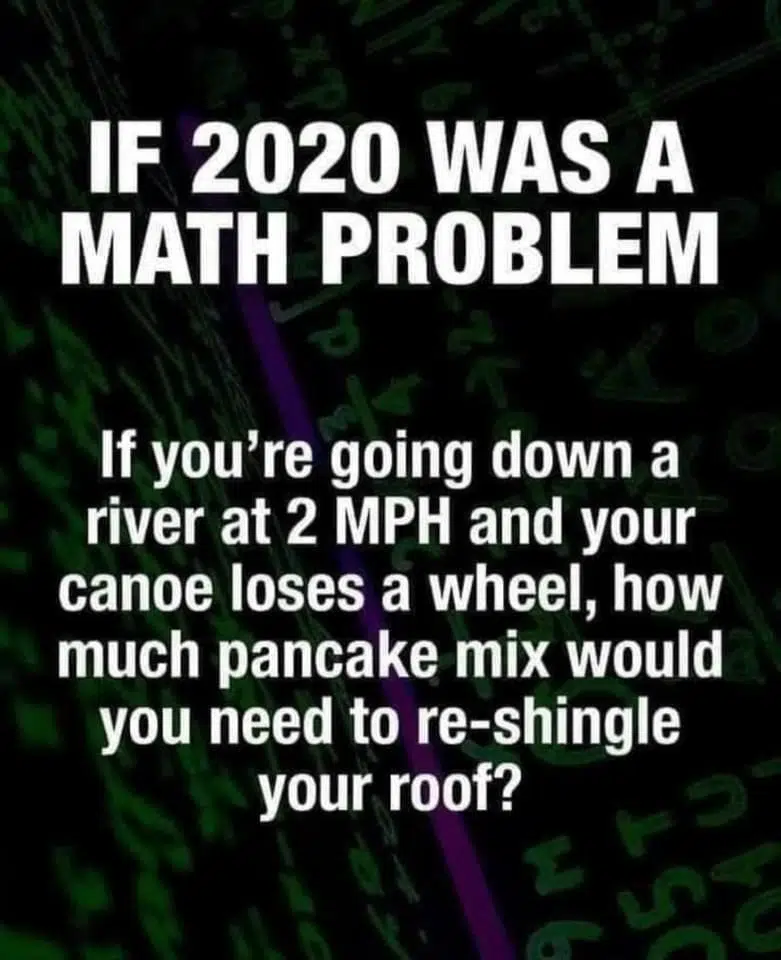 IF 2020 WAS A
MATH PROBLEM
If you're going down a
river at 2 MPH and your
canoe loses a wheel, how
much pancake mix would
you need to re-shingle
your roof?